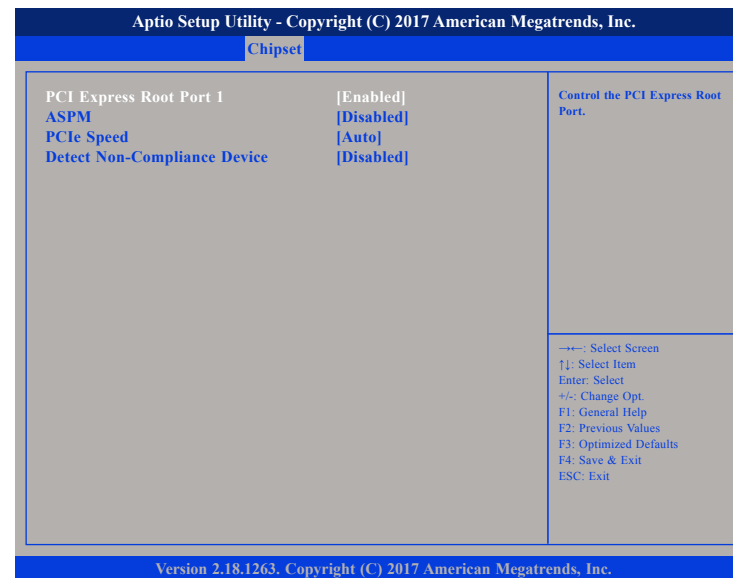 Aptio Setup Utility - Copyright (C) 2017 American Megatrends, Inc.
Chipset
PCI Express Root Port 1 [Enabled]
ASPM [Disabled]
PCIe Speed [Auto]
Detect Non-Compliance Device [Disabled]
Control the PCI Express Root
Port.
→←: Select Screen
↑↓: Select Item
Enter: Select
+/-: Change Opt.
F1: General Help
F2: Previous Values
F3: Optimized Defaults
F4: Save & Exit
ESC: Exit
Version 2.18.1263. Copyright (C) 2017 American Megatrends, Inc.